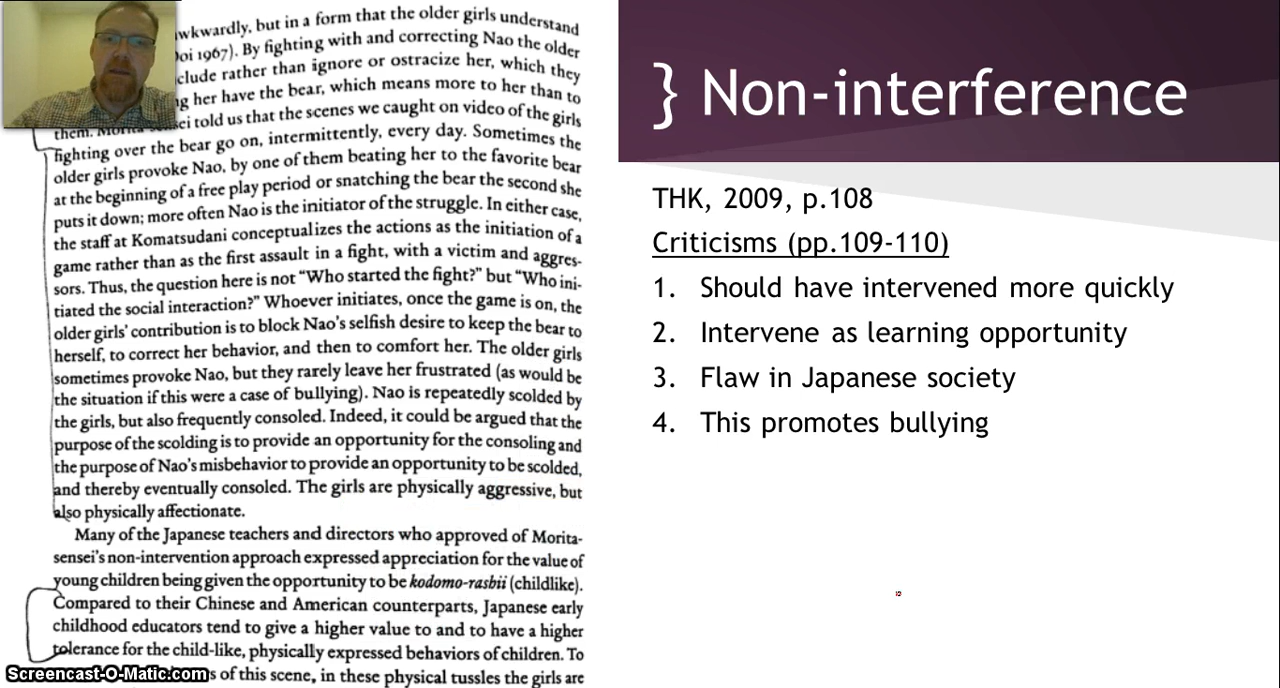 wkwardly, but in a form that the older girls understand
oi 1967). By fighting with and correcting Nao the older
clude rather than ignore or ostracize her, which they
g her have the bear, which means more to her than to
them. Morita-sensei told us that the scenes we caught on video of the girls
fighting over the bear go on, intermittently, every day. Sometimes the
older girls provoke Nao, by one of them beating her to the favorite bear
at the beginning of a free play period or snatching the bear the second she
puts it down; more often Nao is the initiator of the struggle. In either case,
the staff at Komatsudani conceptualizes the actions as the initiation of a
game rather than as the first assault in a fight, with a victim and aggres-
sors. Thus, the question here is not “Who started the fight?” but “Who ini-
tiated the social interaction?” Whoever initiates, once the game is on, the
older girls’ contribution is to block Nao’s selfish desire to keep the bear to
herself, to correct her behavior, and then to comfort her. The older girls
sometimes provoke Nao, but they rarely leave her frustrated (as would be
the situation if this were a case of bullying). Nao is repeatedly scolded by
the girls, but also frequently consoled. Indeed, it could be argued that the
purpose of the scolding is to provide an opportunity for the consoling and
the purpose of Nao’s misbehavior to provide an opportunity to be scolded,
and thereby eventually consoled. The girls are physically aggressive, but
also physically affectionate.
Many of the Japanese teachers and directors who approved of Morita-
sensei’s non-intervention approach expressed appreciation for the value of
young children being given the opportunity to be kodomo-rashii (childlike).
Compared to their Chinese and American counterparts, Japanese early
childhood educators tend to give a higher value to and to have a higher
tolerance for the child-like, physically expressed behaviors of children. To
s of this scene, in these physical tussles the girls are
Screencast-O-Matic.com
} Non-interference
THK, 2009, p.108
Criticisms (pp.109-110)
1. Should have intervened more quickly
2. Intervene as learning opportunity
3. Flaw in Japanese society
4. This promotes bullying